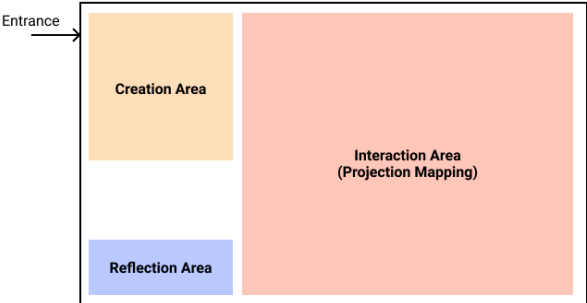 Entrance
Creation Area
Interaction Area
(Projection Mapping)
Reflection Area